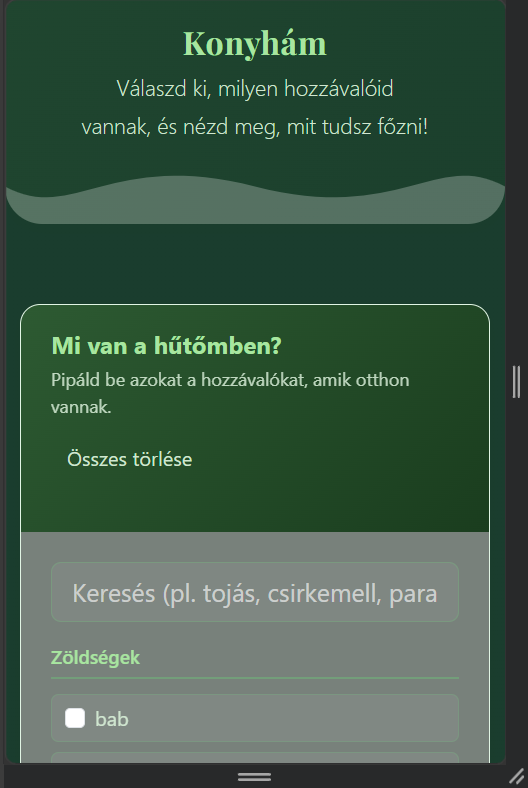 Konyhám
Válaszd ki, milyen hozzávalóid
vannak, és nézd meg, mit tudsz főzni!
Mi van a hűtőmben?
Pipáld be azokat a hozzávalókat, amik otthon
vannak.
Összes törlése
Keresés (pl. tojás, csirkemell, para
Zöldségek
bab